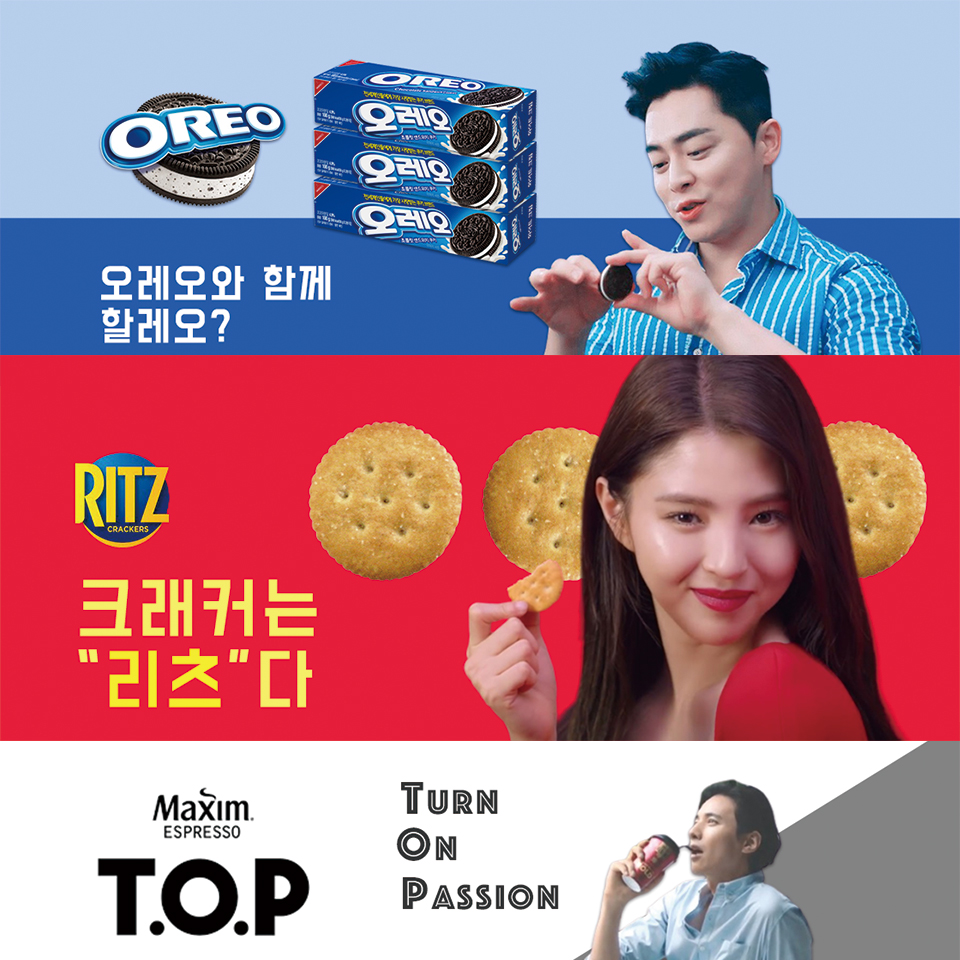 OREO
OREO
오레오
오레오
오레오
오레오와 함께
할레오?
RITZ
CRACKERS
크래커는
"리츠"다
Maxim
ESPRESSO
T.O.P
TURN
ON
PASSION